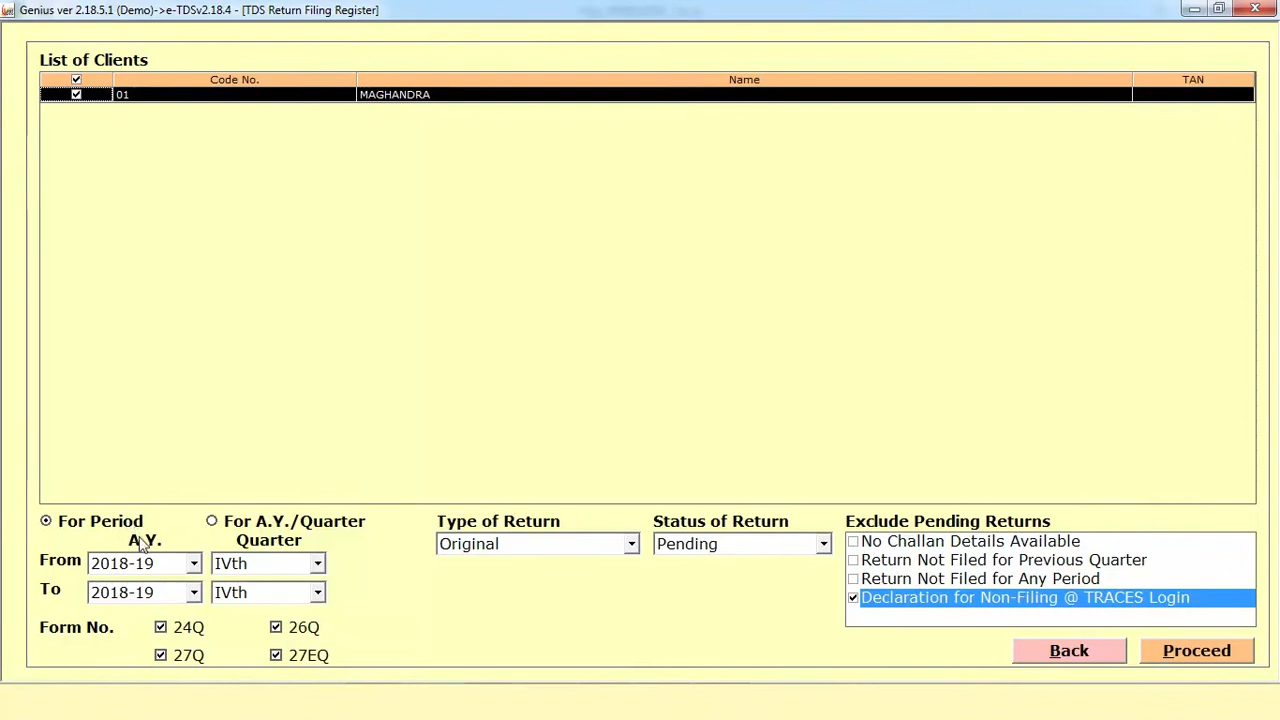 Genius ver 2.18.5.1 (Demo)->e-TDSv2.18.4 - [TDS Return Filing Register]
List of Clients
Code No. Name TAN
01 MAGHANDRA
For Period For A.Y./Quarter Type of Return Status of Return Exclude Pending Returns
A.Y. Quarter
Original Pending No Challan Details Available
From 2018-19 IVth Return Not Filed for Previous Quarter
Return Not Filed for Any Period
To 2018-19 IVth Declaration for Non-Filing @ TRACES Login
Form No. 24Q 26Q
27Q 27EQ
Back Proceed